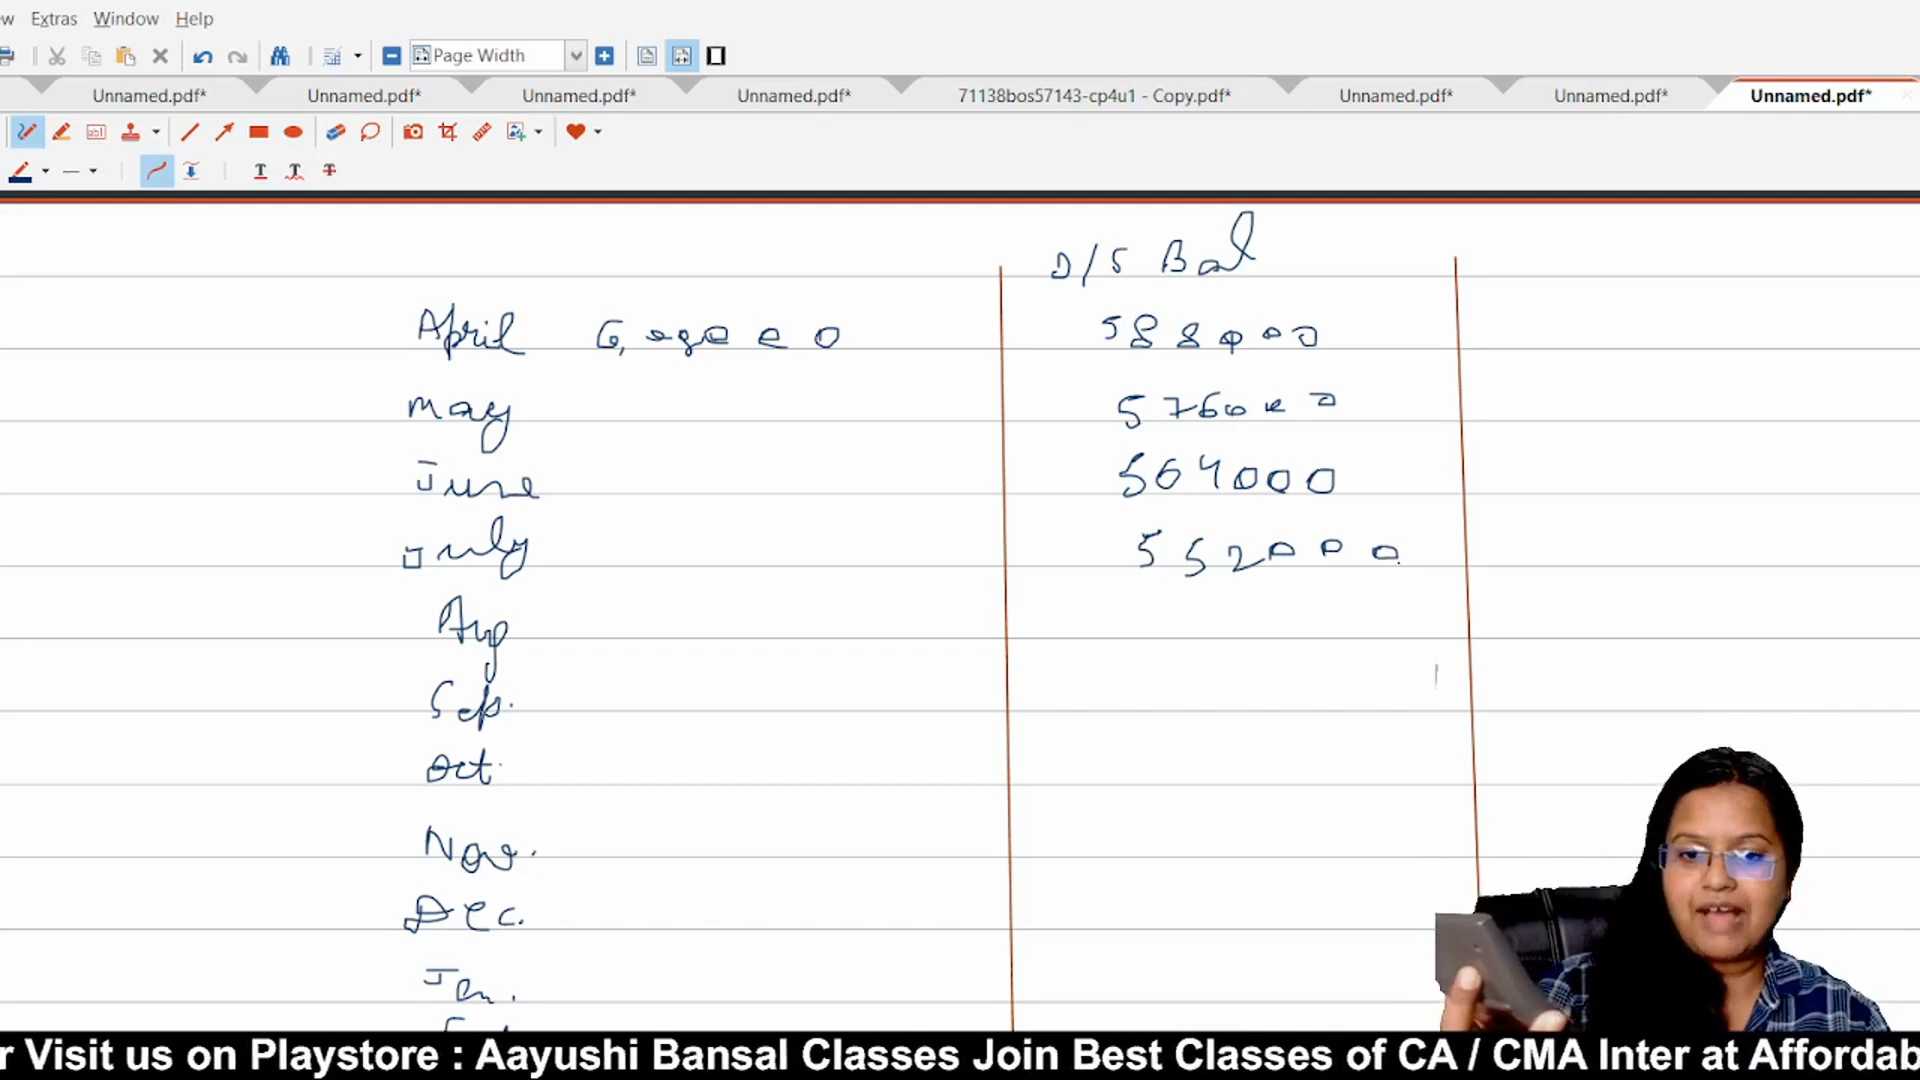 Extras Window Help
Page Width
Unnamed.pdf* Unnamed.pdf* Unnamed.pdf* Unnamed.pdf* 71138bos57143-cp4u1 - Copy.pdf* Unnamed.pdf* Unnamed.pdf* Unnamed.pdf*
T T T
O/S Bal
April 588000
May 576000
June 564000
July 552000
Aug
Sep.
Oct.
Nov.
Dec.
Jan.
r Visit us on Playstore : Aayushi Bansal Classes Join Best Classes of CA / CMA Inter at Affordab